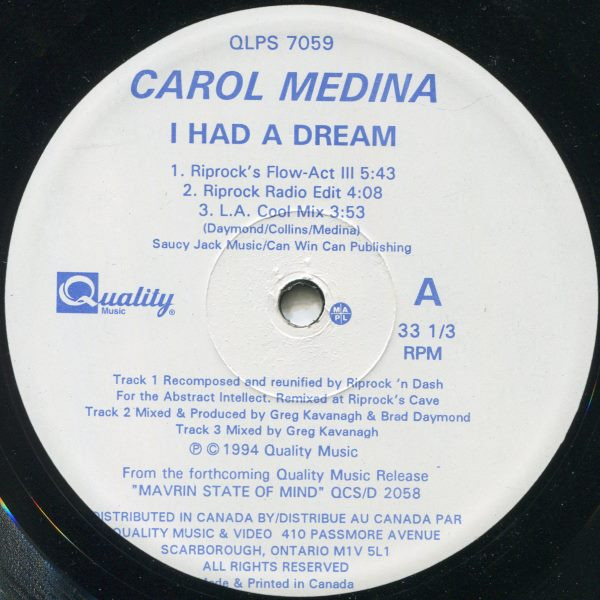 QLPS 7059
CAROL MEDINA
I HAD A DREAM
1. Riprock's Flow-Act III 5:43
2. Riprock Radio Edit 4:08
3. L.A. Cool Mix 3:53
(Daymond/Collins/Medina)
Saucy Jack Music/Can Win Can Publishing
Quality®
Music
MAPL
A
33 1/3
RPM
Track 1 Recomposed and reunified by Riprock 'n Dash
For the Abstract Intellect. Remixed at Riprock's Cave
Track 2 Mixed & Produced by Greg Kavanagh & Brad Daymond
Track 3 Mixed by Greg Kavanagh
℗ © 1994 Quality Music
From the forthcoming Quality Music Release
"MAVRIN STATE OF MIND" QCS/D 2058
DISTRIBUTED IN CANADA BY/DISTRIBUE AU CANADA PAR
QUALITY MUSIC & VIDEO 410 PASSMORE AVENUE
SCARBOROUGH, ONTARIO M1V 5L1
ALL RIGHTS RESERVED
Made & Printed in Canada